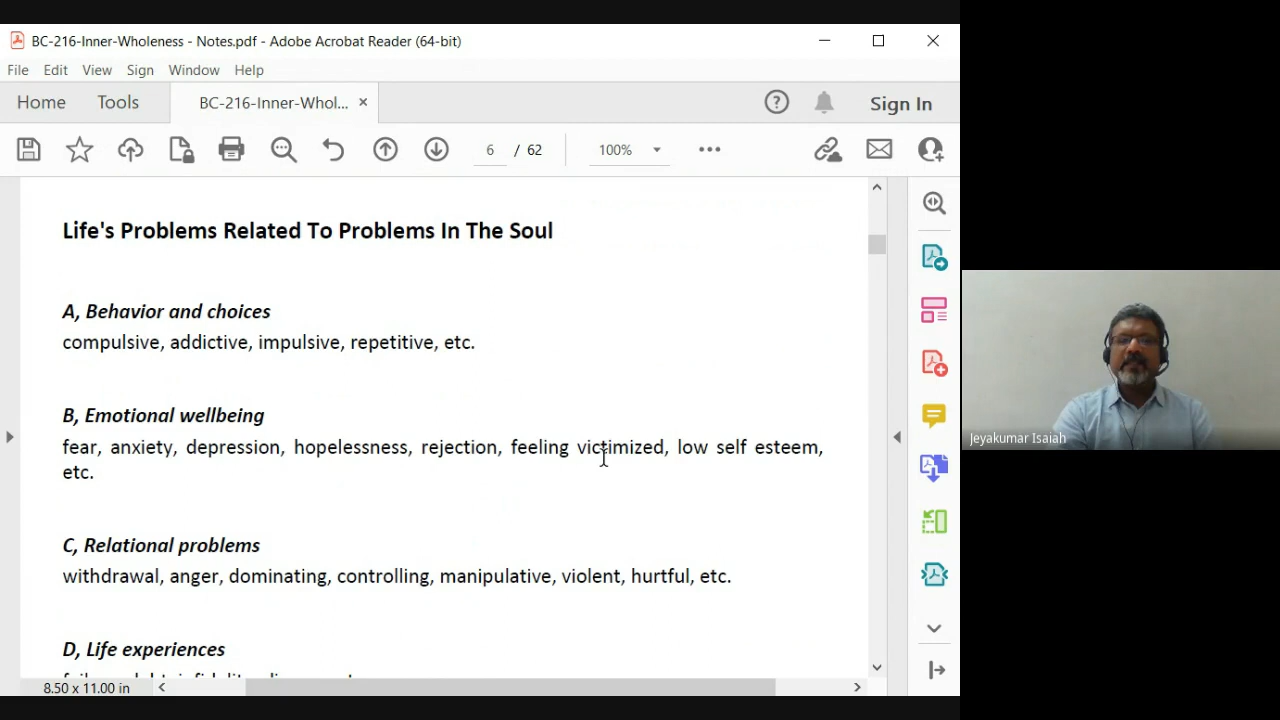 BC-216-Inner-Wholeness - Notes.pdf - Adobe Acrobat Reader (64-bit)
File Edit View Sign Window Help
Home Tools BC-216-Inner-Whol... × Sign In
6 / 62 100%
Life's Problems Related To Problems In The Soul
A, Behavior and choices
compulsive, addictive, impulsive, repetitive, etc.
B, Emotional wellbeing
fear, anxiety, depression, hopelessness, rejection, feeling victimized, low self esteem,
etc.
C, Relational problems
withdrawal, anger, dominating, controlling, manipulative, violent, hurtful, etc.
D, Life experiences
8.50 x 11.00 in
Jeyakumar Isaiah